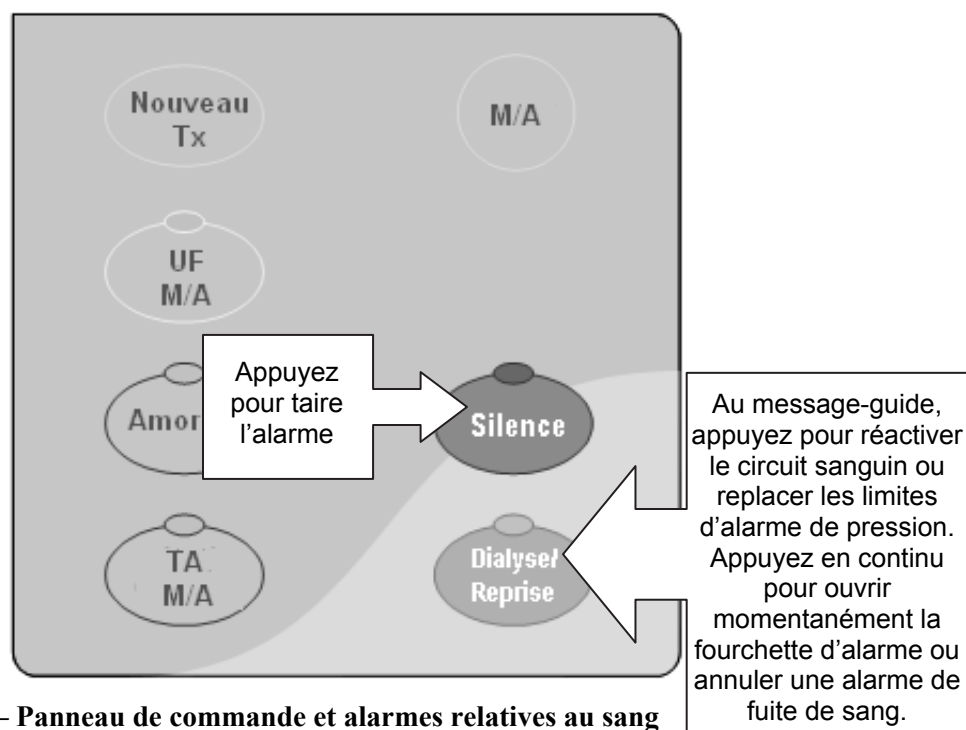 Nouveau
Tx
M/A
UF
M/A
Appuyez
pour taire
l’alarme
Amor
Silence
Au message-guide,
appuyez pour réactiver
le circuit sanguin ou
replacer les limites
d’alarme de pression.
Appuyez en continu
pour ouvrir
momentanément la
fourchette d’alarme ou
annuler une alarme de
fuite de sang.
TA
M/A
Dialyse/
Reprise
– Panneau de commande et alarmes relatives au sang